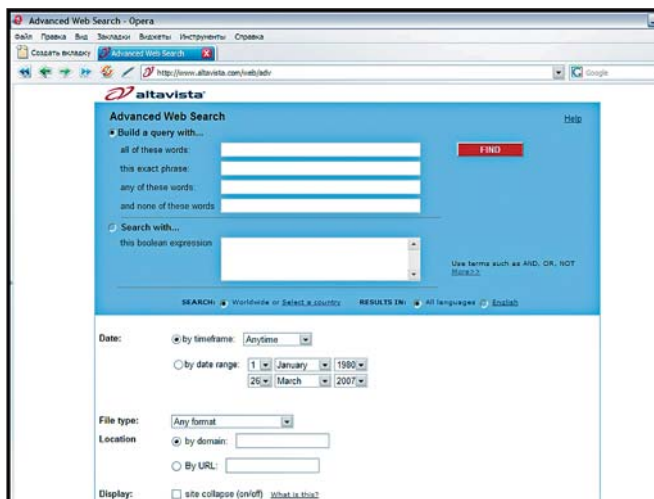 Advanced Web Search - Opera
Файл Правка Вид Закладки Виджеты Инструменты Справка
Создать вкладку Advanced Web Search
http://www.altavista.com/web/adv Google
altavista
Advanced Web Search Help
Build a query with...
all of these words: FIND
this exact phrase:
any of these words:
and none of these words
Search with...
this boolean expression
Use terms such as AND, OR, NOT
More>>
SEARCH: Worldwide or Select a country RESULTS IN: All languages English
Date: by timeframe: Anytime
by date range: 1 January 1980
26 March 2007
File type: Any format
Location by domain:
By URL:
Display: site collapse (on/off) What is this?